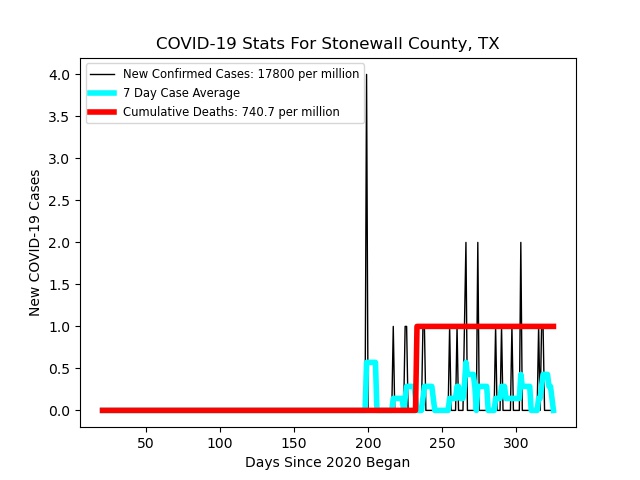 COVID-19 Stats For Stonewall County, TX
New Confirmed Cases: 17800 per million
7 Day Case Average
Cumulative Deaths: 740.7 per million
New COVID-19 Cases
4.0
3.5
3.0
2.5
2.0
1.5
1.0
0.5
0.0
50 100 150 200 250 300
Days Since 2020 Began